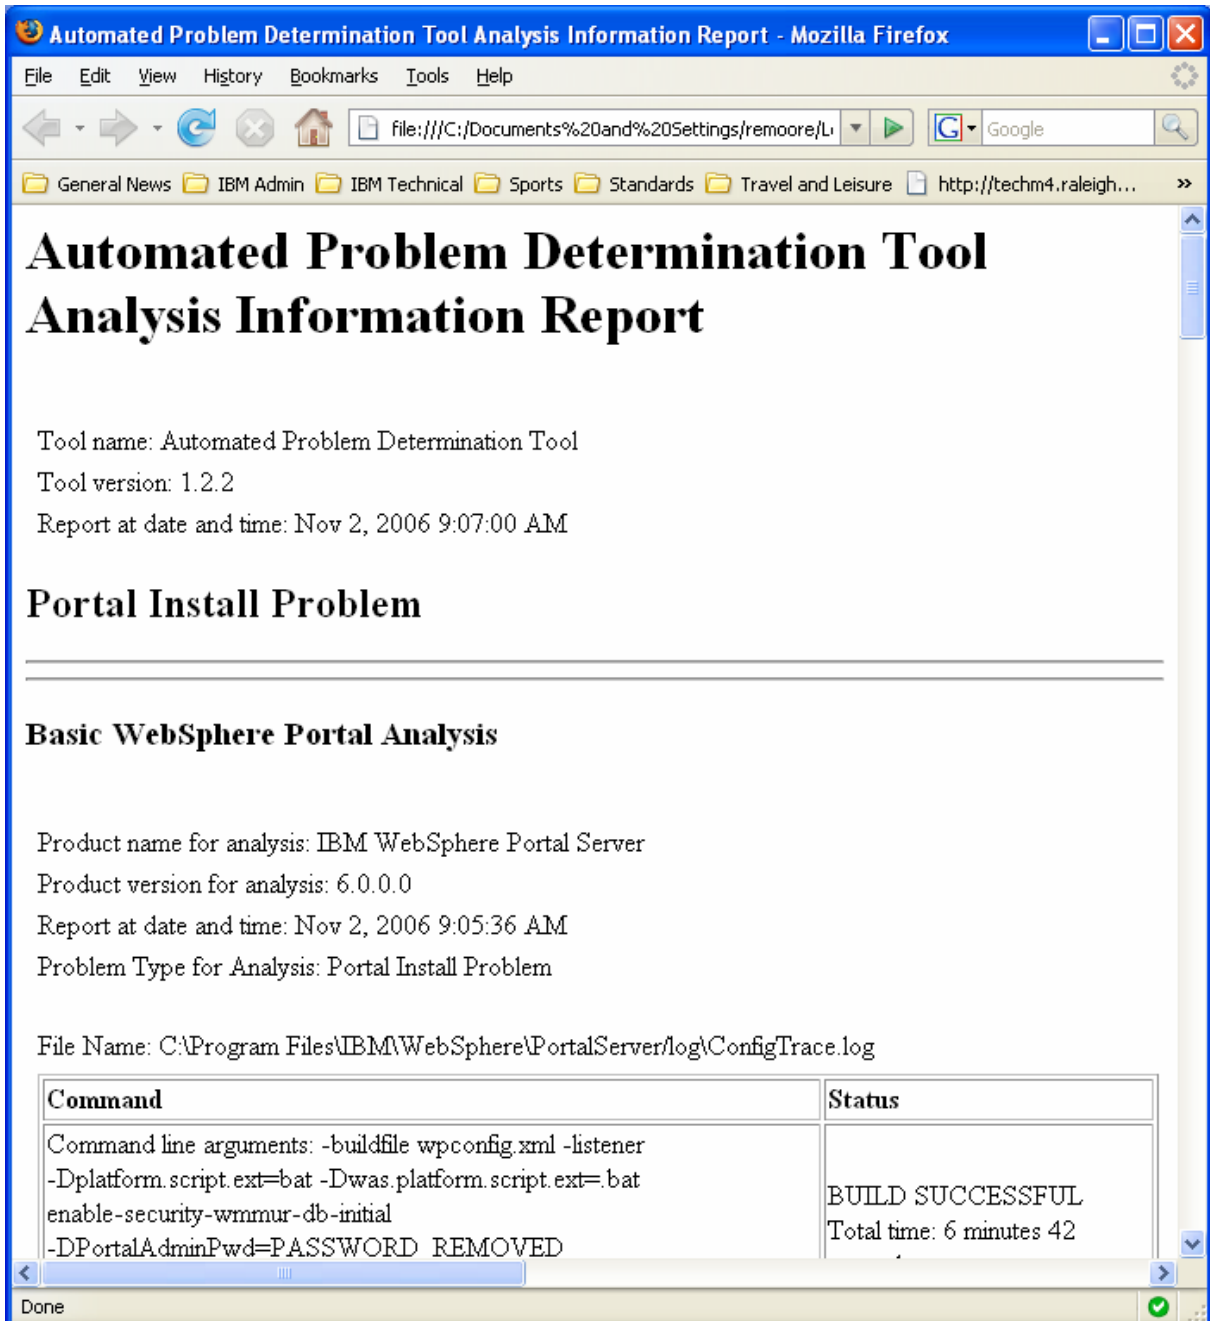 Automated Problem Determination Tool Analysis Information Report - Mozilla Firefox
File Edit View History Bookmarks Tools Help
file:///C:/Documents%20and%20Settings/remoore/L
Google
General News IBM Admin IBM Technical Sports Standards Travel and Leisure http://techm4.raleigh... »
Automated Problem Determination Tool
Analysis Information Report
Tool name: Automated Problem Determination Tool
Tool version: 1.2.2
Report at date and time: Nov 2, 2006 9:07:00 AM
Portal Install Problem
Basic WebSphere Portal Analysis
Product name for analysis: IBM WebSphere Portal Server
Product version for analysis: 6.0.0.0
Report at date and time: Nov 2, 2006 9:05:36 AM
Problem Type for Analysis: Portal Install Problem
File Name: C:\Program Files\IBM\WebSphere\PortalServer/log\ConfigTrace.log
Command Status
Command line arguments: -buildfile wpconfig.xml -listener
-Dplatform.script.ext=bat -Dwas.platform.script.ext=.bat
enable-security-wmmur-db-initial
-DPortalAdminPwd=PASSWORD_REMOVED
BUILD SUCCESSFUL
Total time: 6 minutes 42
Done